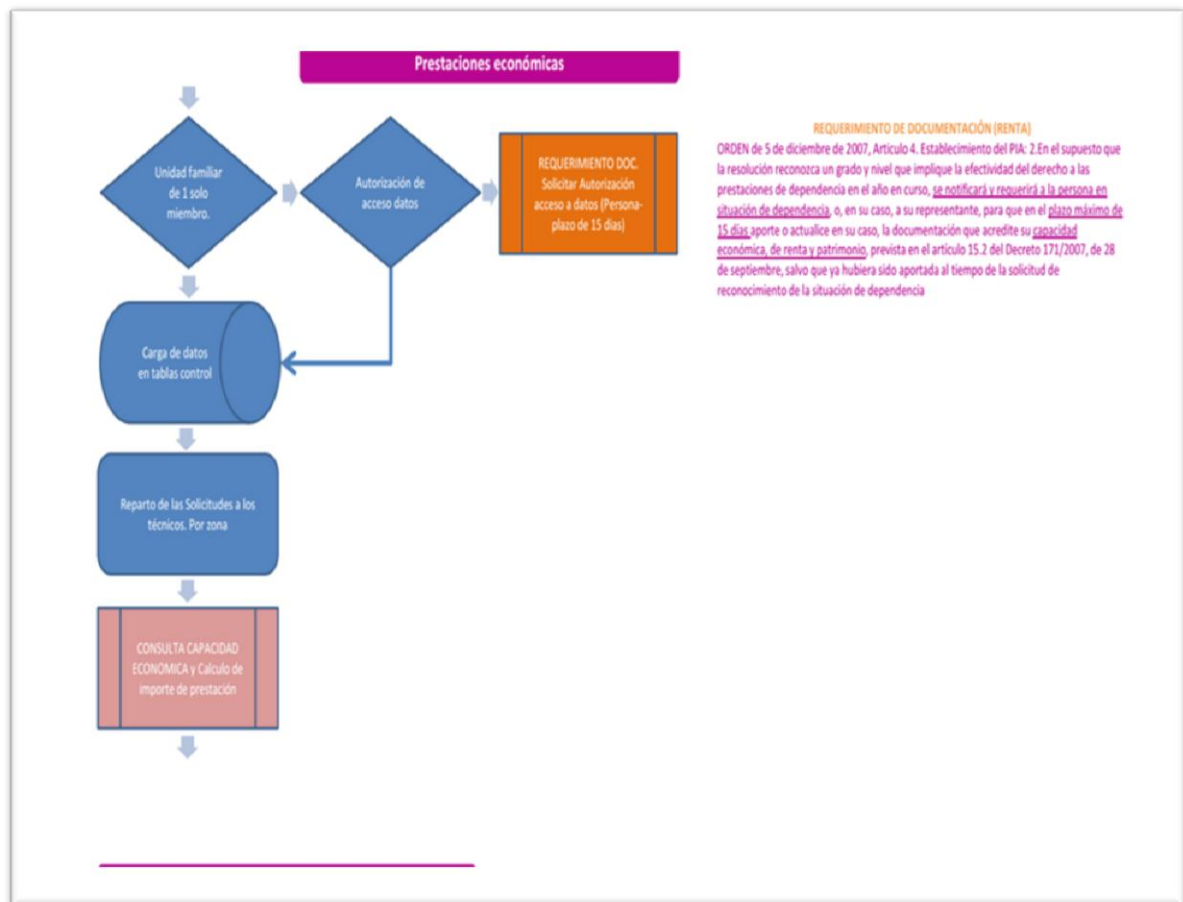 Prestaciones económicas
Unidad familiar
de 1 solo
miembro.
Autorización de
acceso datos
REQUERIMIENTO DOC.
Solicitar Autorización
acceso a datos (Persona-
plazo de 15 días)
REQUERIMIENTO DE DOCUMENTACIÓN (RENTA)
ORDEN de 5 de diciembre de 2007, Artículo 4. Establecimiento del PIA: 2.En el supuesto que
la resolución reconozca un grado y nivel que implique la efectividad del derecho a las
prestaciones de dependencia en el año en curso, se notificará y requerirá a la persona en
situación de dependencia, o, en su caso, a su representante, para que en el plazo máximo de
15 días aporte o actualice en su caso, la documentación que acredite su capacidad
económica, de renta y patrimonio, prevista en el artículo 15.2 del Decreto 171/2007, de 28
de septiembre, salvo que ya hubiera sido aportada al tiempo de la solicitud de
reconocimiento de la situación de dependencia
Carga de datos
en tablas control
Reparto de las Solicitudes a los
técnicos. Por zona
CONSULTA CAPACIDAD
ECONOMICA y Calculo de
importe de prestación